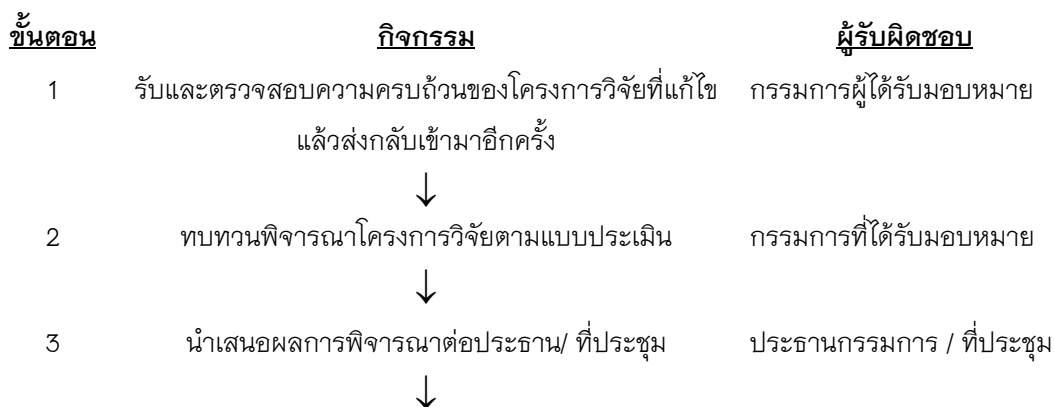 ขั้นตอน กิจกรรม ผู้รับผิดชอบ
1 รับและตรวจสอบความครบถ้วนของโครงการวิจัยที่แก้ไข กรรมการผู้ได้รับมอบหมาย
แล้วส่งกลับเข้ามาอีกครั้ง
↓
2 ทบทวนพิจารณาโครงการวิจัยตามแบบประเมิน กรรมการที่ได้รับมอบหมาย
↓
3 นำเสนอผลการพิจารณาต่อประธาน/ ที่ประชุม ประธานกรรมการ / ที่ประชุม
↓